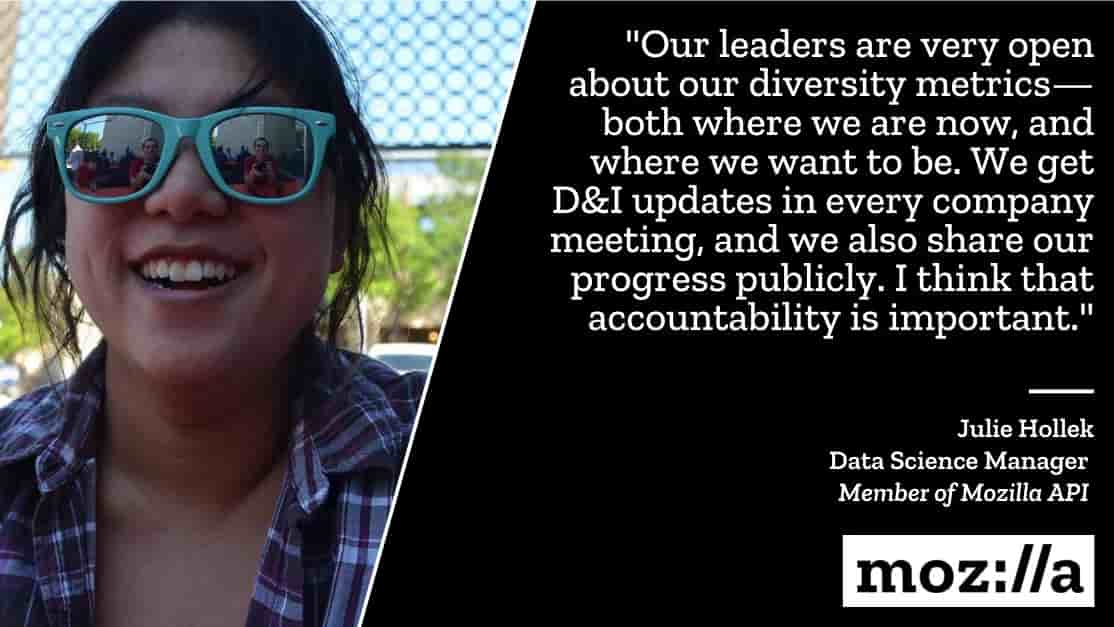 "Our leaders are very open
about our diversity metrics—
both where we are now, and
where we want to be. We get
D&I updates in every company
meeting, and we also share our
progress publicly. I think that
accountability is important."
Julie Hollek
Data Science Manager
Member of Mozilla API
moz://a